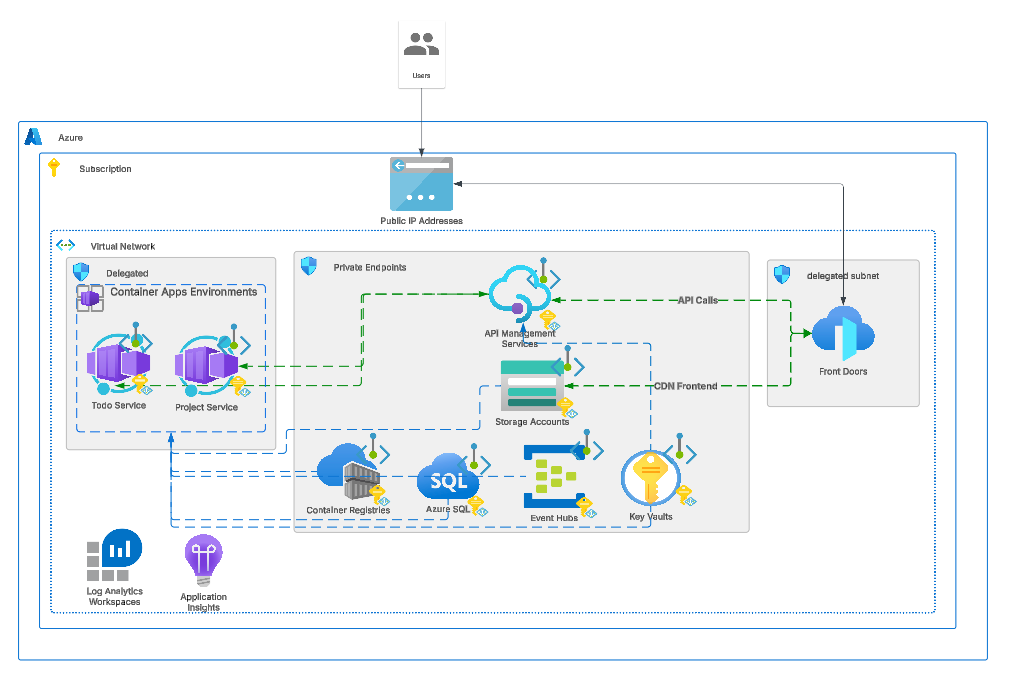 Users
Azure
Subscription
Public IP Addresses
Virtual Network
Delegated
Container Apps Environments
Todo Service
Project Service
Private Endpoints
API Management
Services
API Calls
Storage Accounts
CDN Frontend
delegated subnet
Front Doors
Container Registries
SQL
Azure SQL
Event Hubs
Key Vaults
Log Analytics
Workspaces
Application
Insights